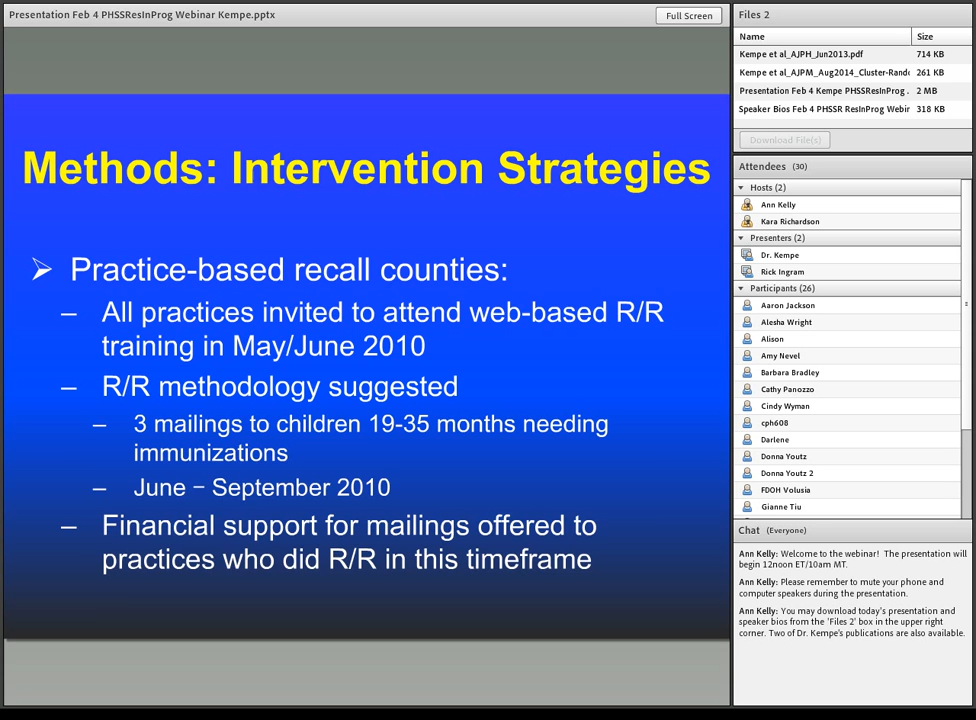 Presentation Feb 4 PHSSResInProg Webinar Kempe.pptx
Full Screen
Methods: Intervention Strategies
Practice-based recall counties:
– All practices invited to attend web-based R/R
training in May/June 2010
– R/R methodology suggested
– 3 mailings to children 19-35 months needing
immunizations
– June – September 2010
– Financial support for mailings offered to
practices who did R/R in this timeframe
Files 2
Name Size
Kempe et al_AJPH_Jun2013.pdf 714 KB
Kempe et al_AJPM_Aug2014_Cluster-Rand 261 KB
Presentation Feb 4 Kempe PHSSResInProg . 2 MB
Speaker Bios Feb 4 PHSSR ResInProg Webir 318 KB
Download File(s)
Attendees (30)
Hosts (2)
Ann Kelly
Kara Richardson
Presenters (2)
Dr. Kempe
Rick Ingram
Participants (26)
Aaron Jackson
Alesha Wright
Alison
Amy Nevel
Barbara Bradley
Cathy Panozzo
Cindy Wyman
cph608
Darlene
Donna Youtz
Donna Youtz 2
FDOH Volusia
Gianne Tiu
Chat (Everyone)
Ann Kelly: Welcome to the webinar! The presentation will
begin 12noon ET/10am MT.
Ann Kelly: Please remember to mute your phone and
computer speakers during the presentation.
Ann Kelly: You may download today's presentation and
speaker bios from the 'Files 2' box in the upper right
corner. Two of Dr. Kempe's publications are also available.